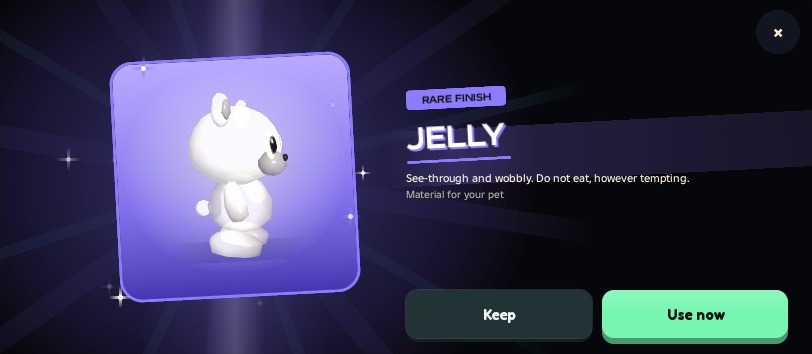 RARE FINISH
JELLY
See-through and wobbly. Do not eat, however tempting.
Material for your pet
Keep
Use now